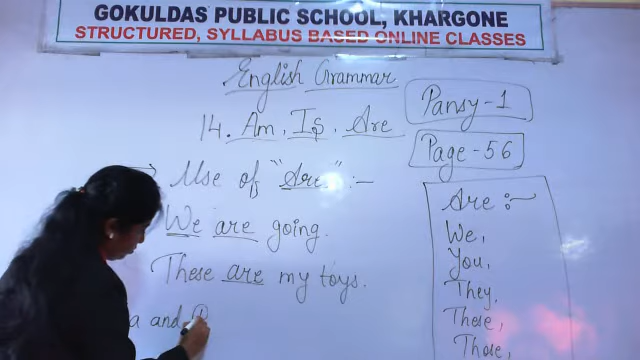 GOKULDAS PUBLIC SCHOOL, KHARGONE
STRUCTURED, SYLLABUS BASED ONLINE CLASSES
English Grammar
14. Am, Is, Are
Pansy-1
Page-56
Use of "Are" :-
We are going.
These are my toys.
a and
Are :-
We,
You,
They,
These,
Those,